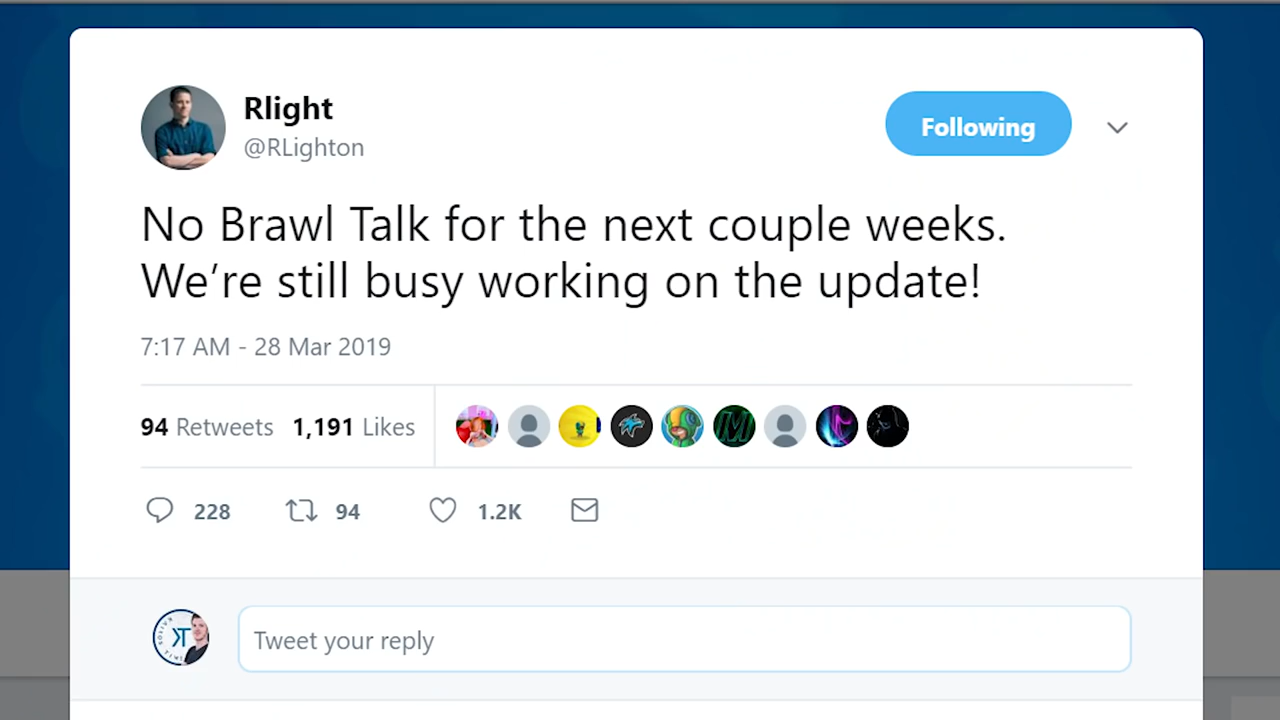 Rlight
@RLighton
Following
No Brawl Talk for the next couple weeks.
We're still busy working on the update!
7:17 AM - 28 Mar 2019
94 Retweets 1,191 Likes
228 94 1.2K
KT
Tweet your reply